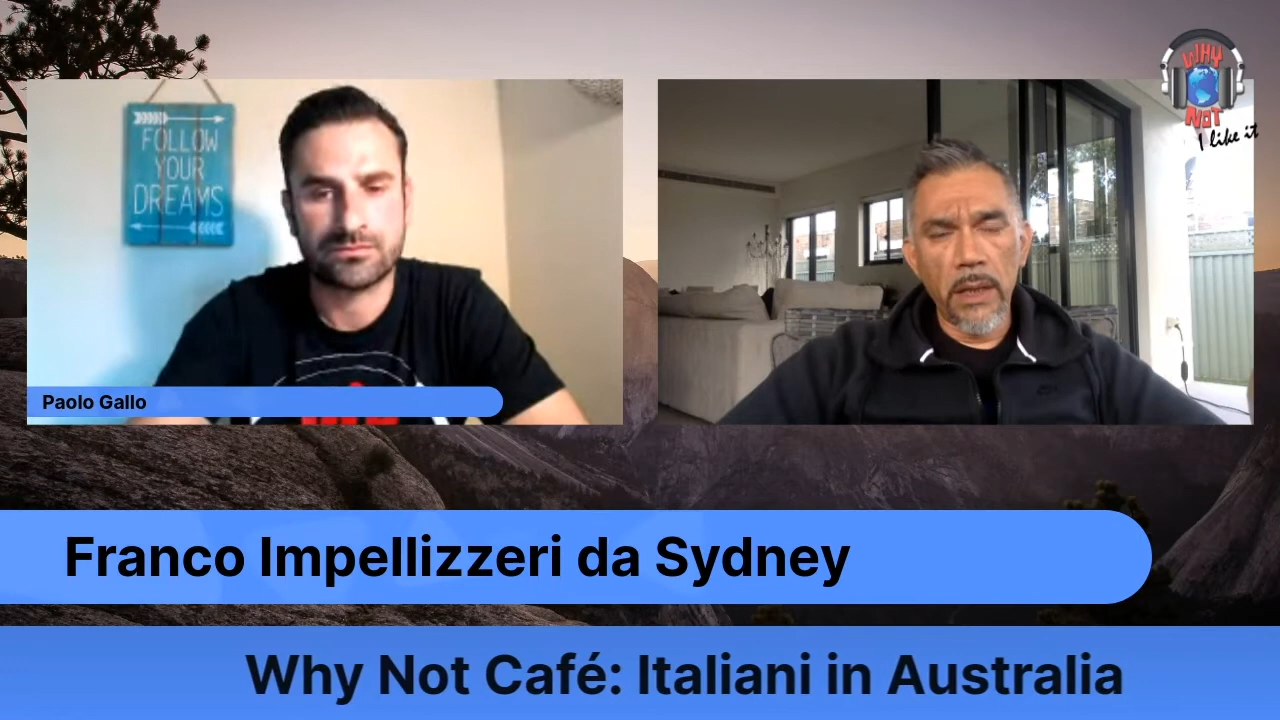 WHY
NOT
I like it
FOLLOW
YOUR
DREAMS
Paolo Gallo
Franco Impellizzeri da Sydney
Why Not Café: Italiani in Australia